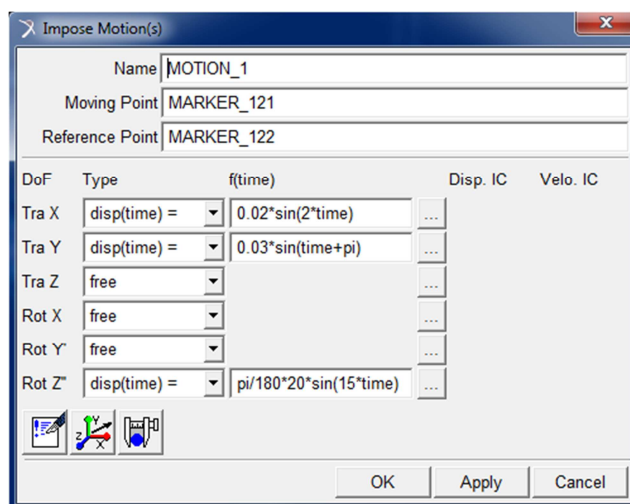 Impose Motion(s)
Name MOTION_1
Moving Point MARKER_121
Reference Point MARKER_122
DoF Type f(time) Disp. IC Velo. IC
Tra X disp(time) = 0.02*sin(2*time) ...
Tra Y disp(time) = 0.03*sin(time+pi) ...
Tra Z free ...
Rot X free ...
Rot Y' free ...
Rot Z" disp(time) = pi/180*20*sin(15*time) ...
Z Y X
OK Apply Cancel